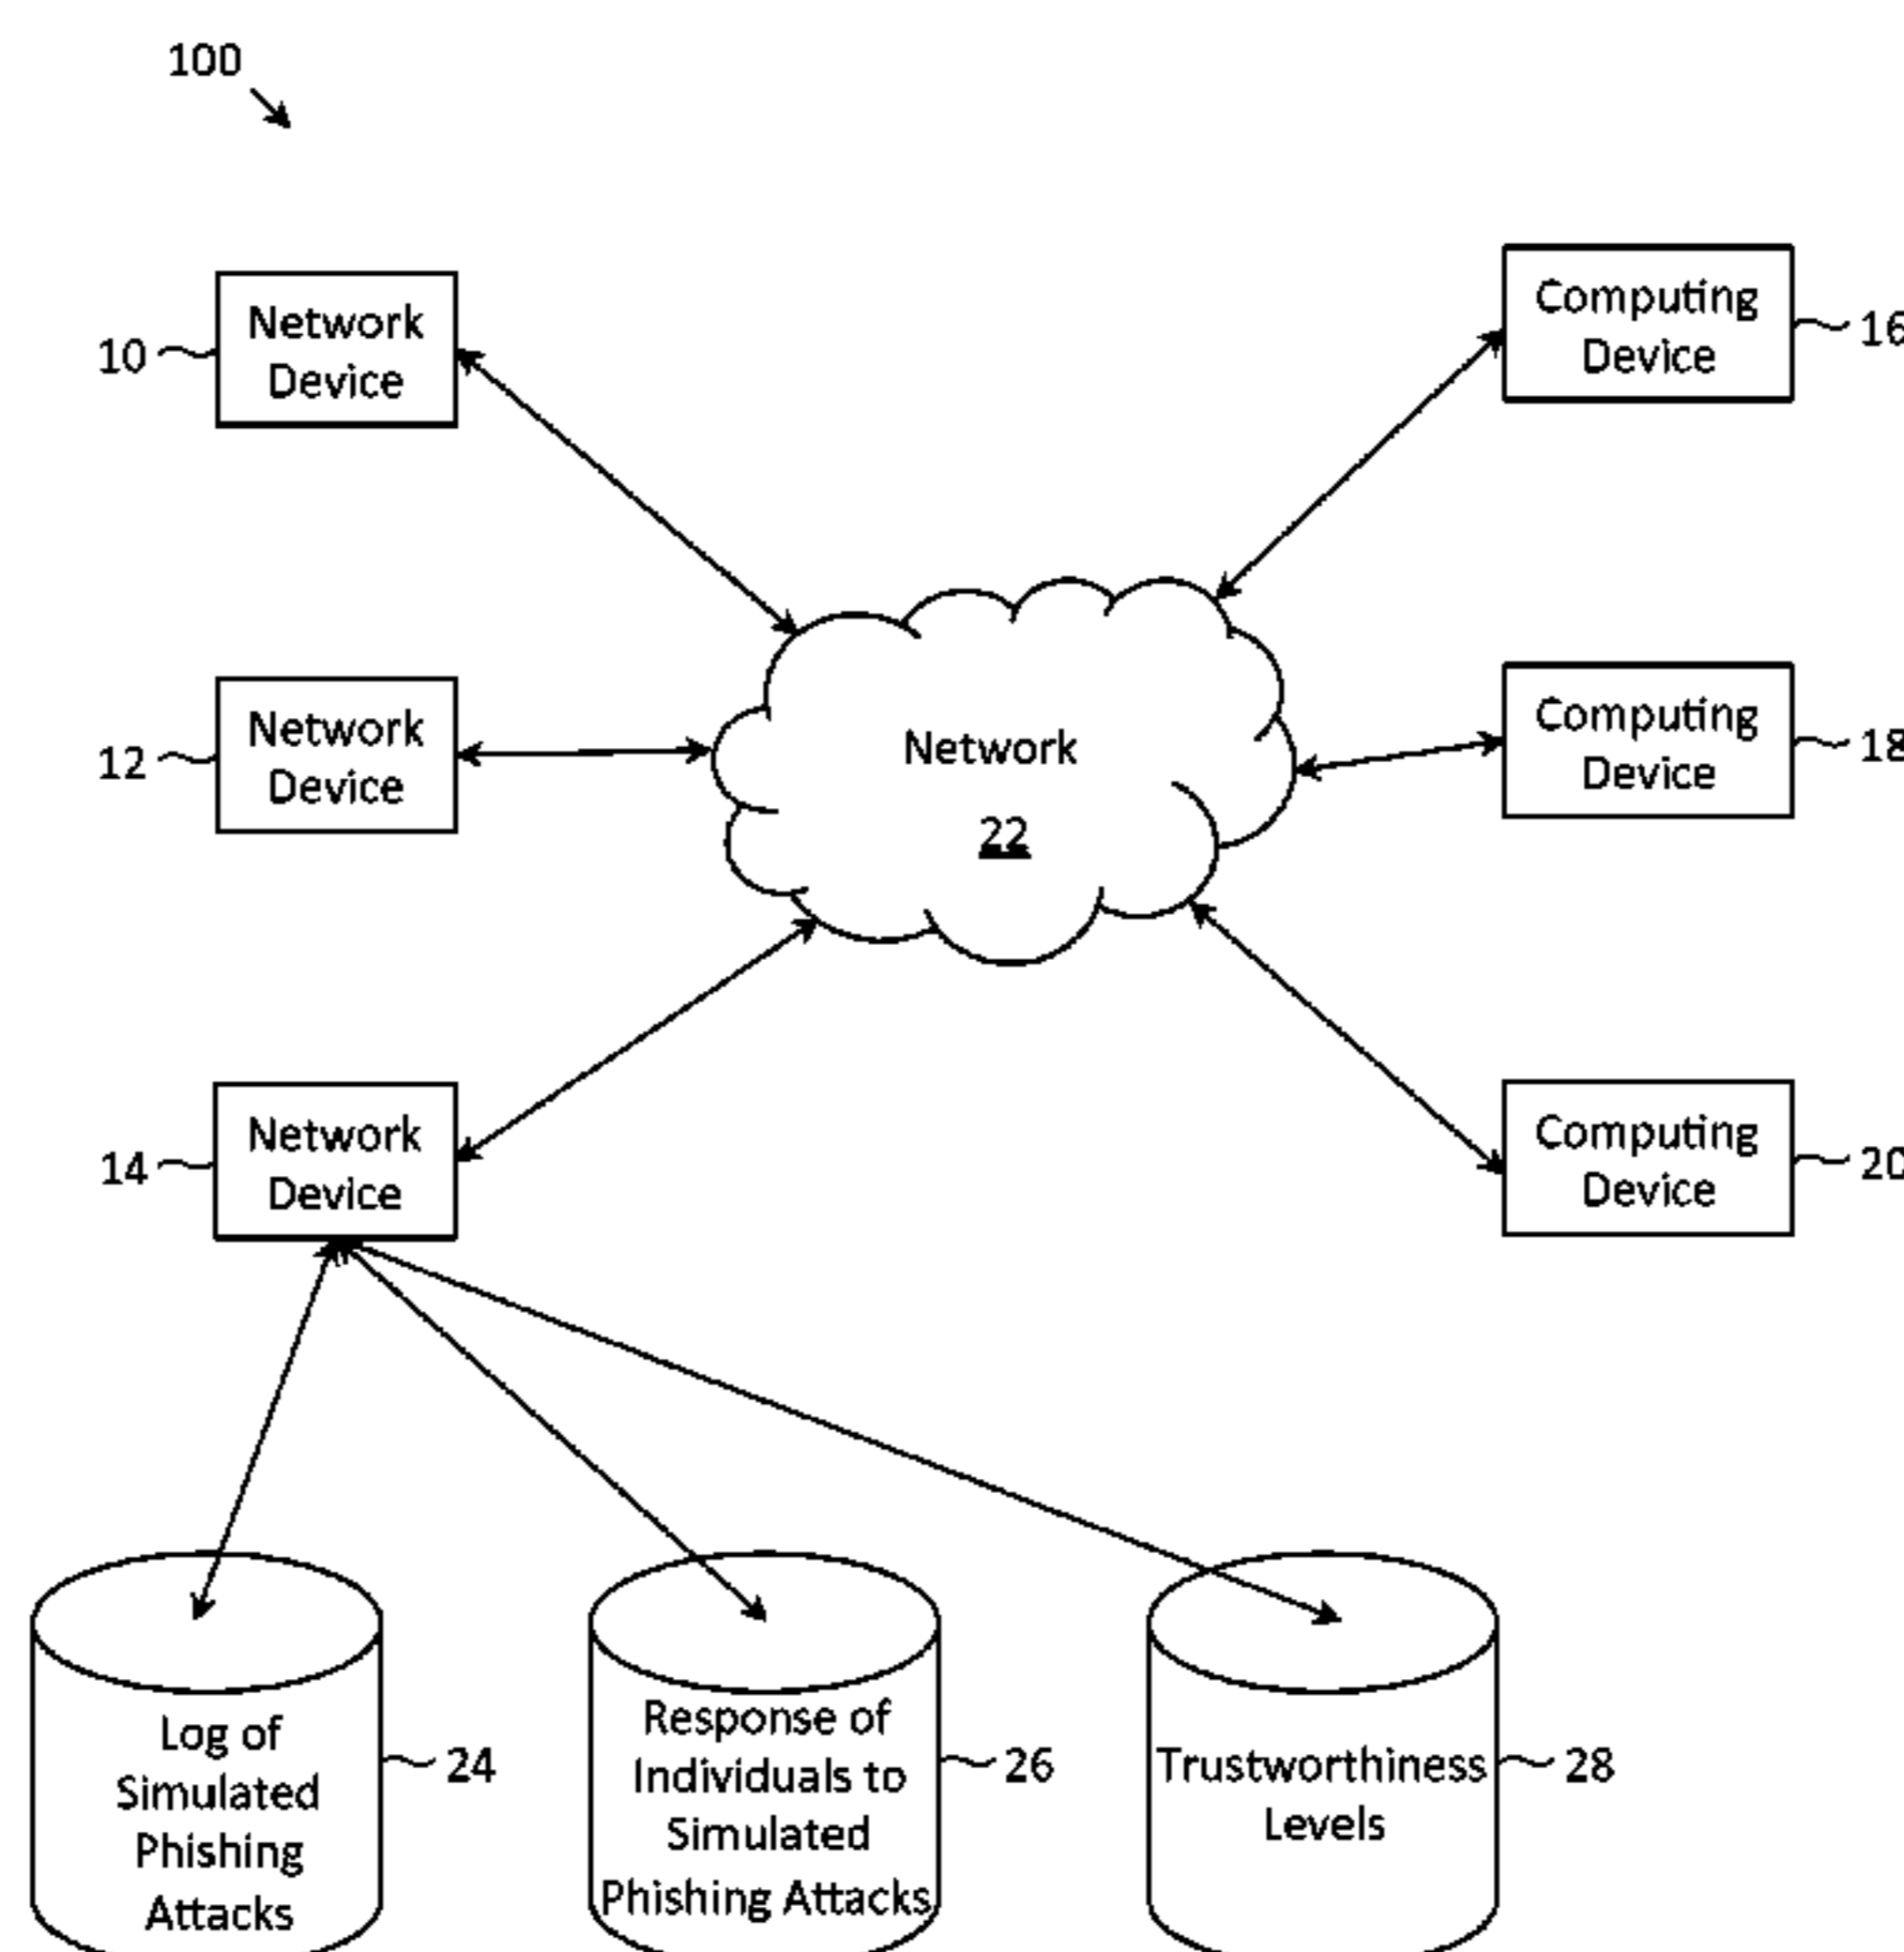 100
Network
Device
10
Computing
Device
16
Network
Device
12
Network
22
Computing
Device
18
Network
Device
14
Computing
Device
20
Log of
Simulated
Phishing
Attacks
24
Response of
Individuals to
Simulated
Phishing Attacks
26
Trustworthiness
Levels
28